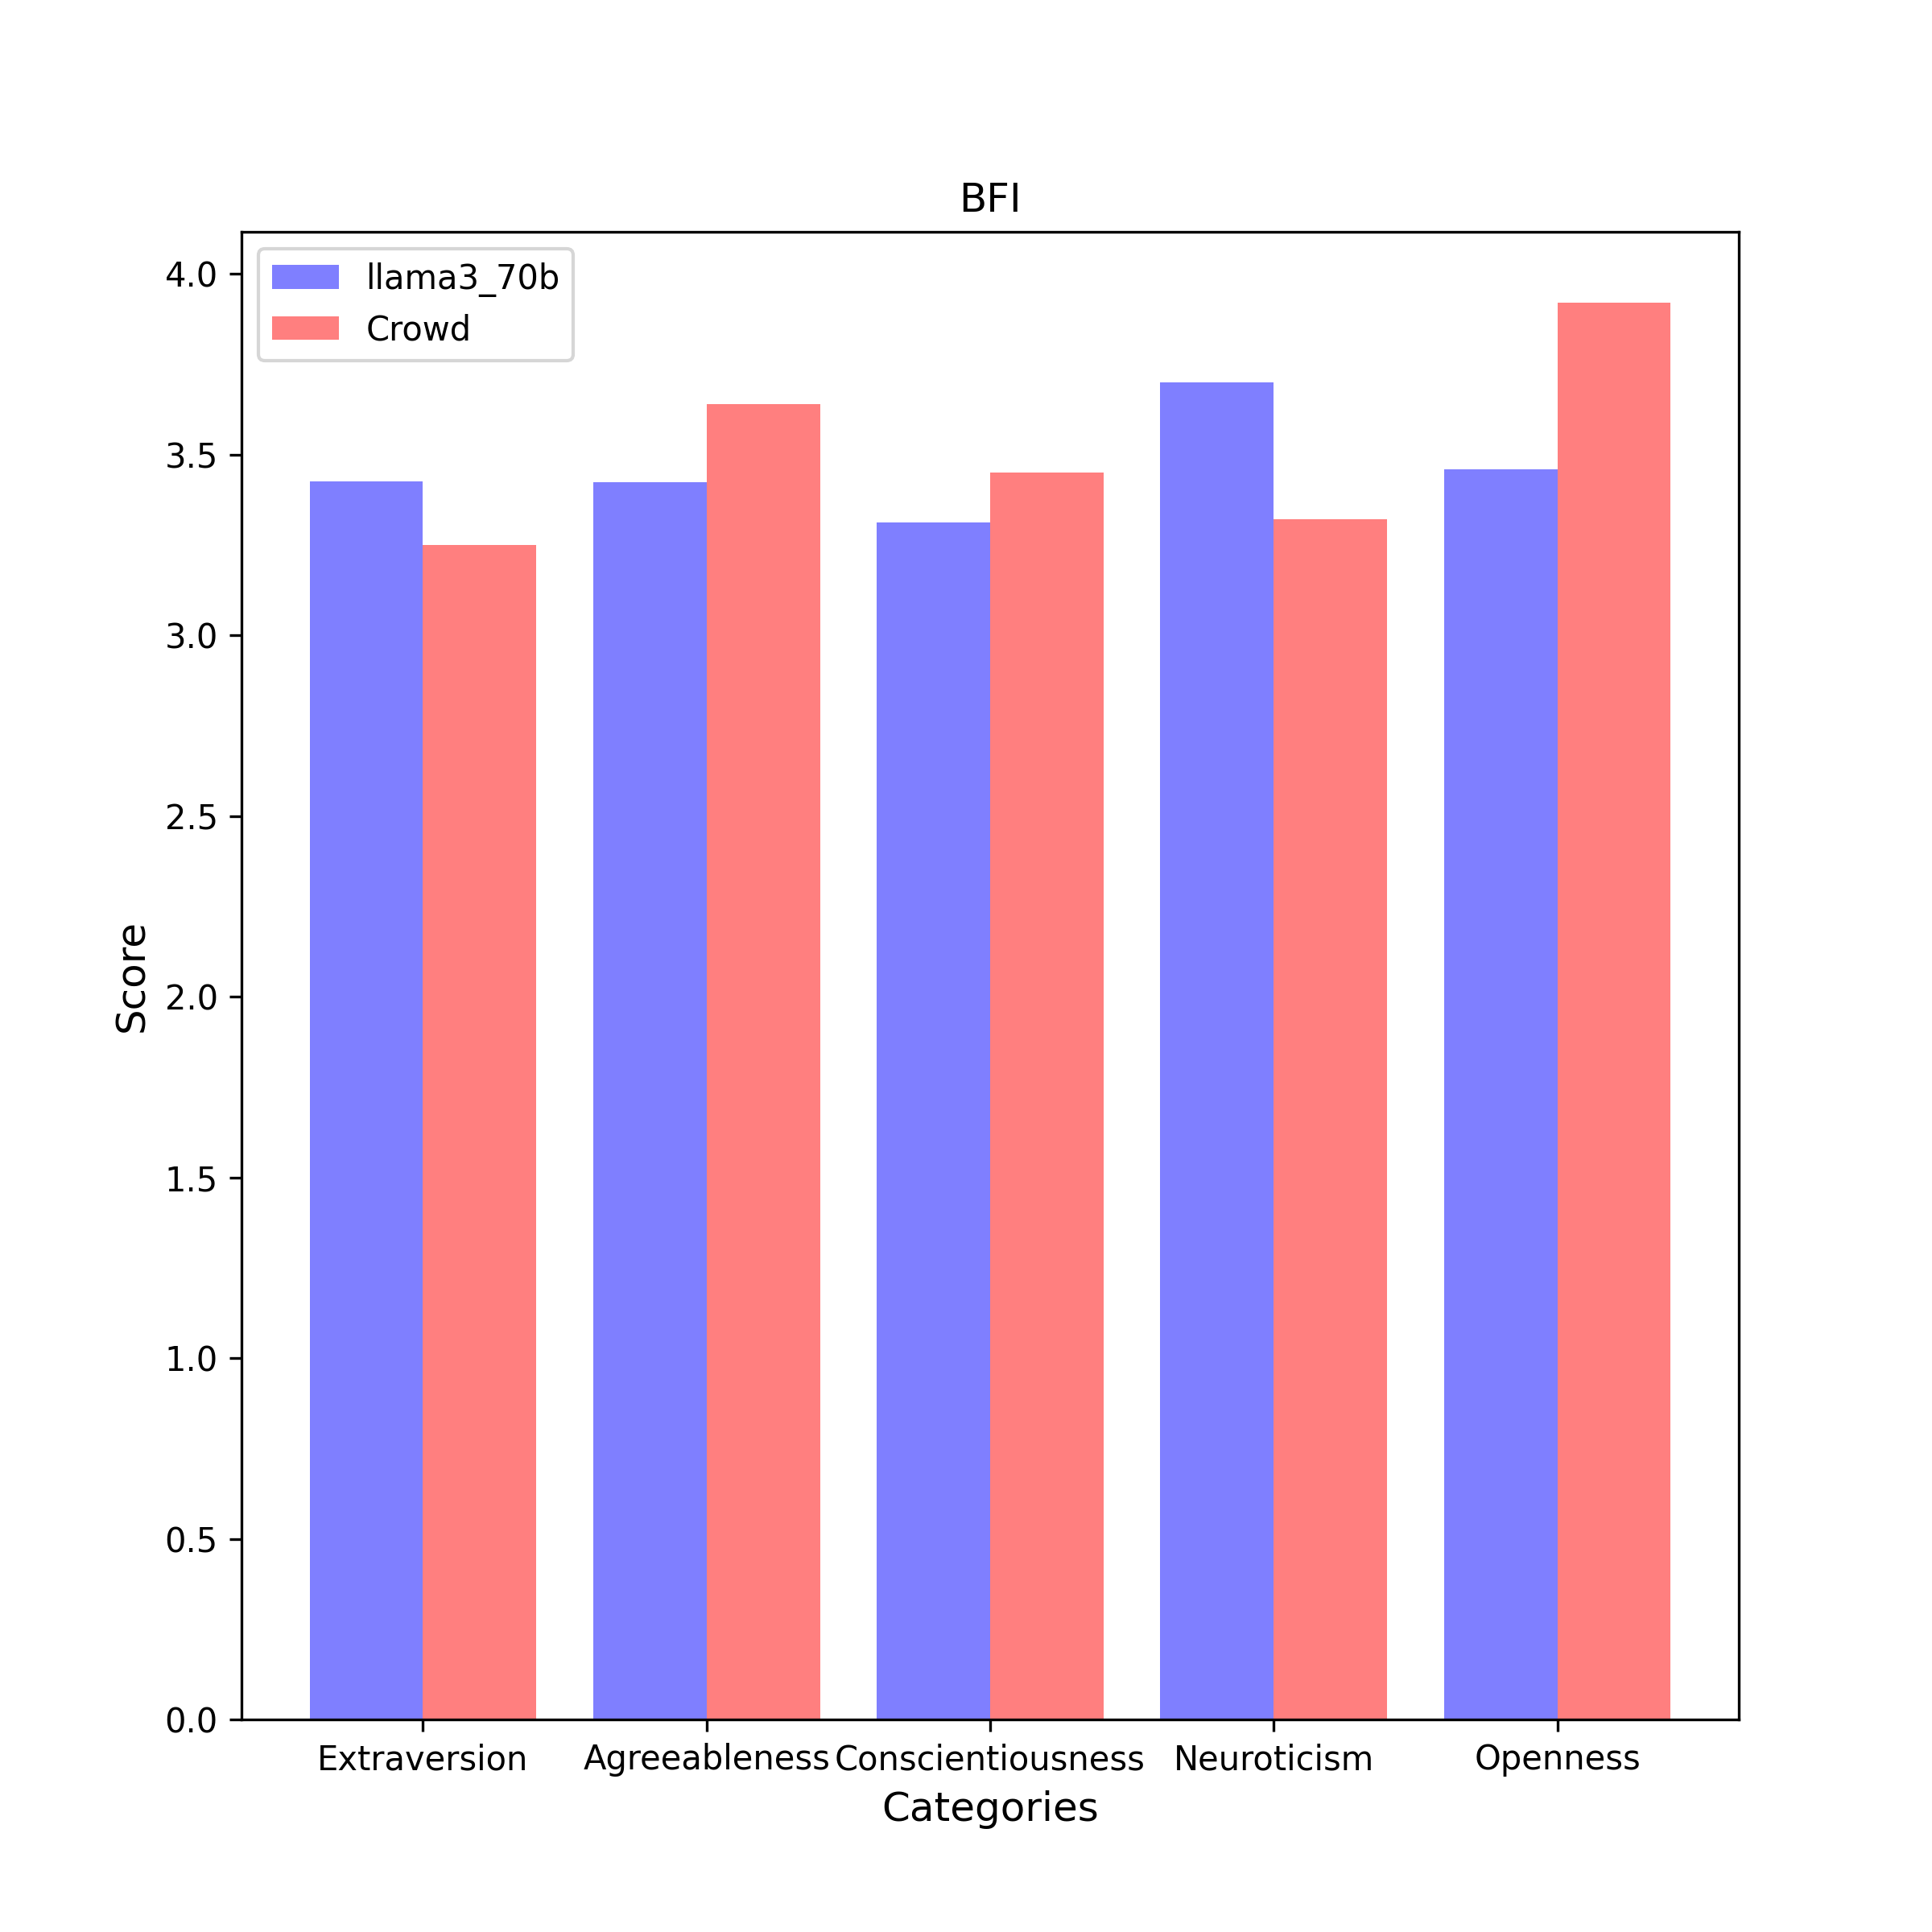 BFI
llama3_70b
Crowd
4.0
3.5
3.0
2.5
2.0
1.5
1.0
0.5
0.0
Score
Extraversion Agreeableness Conscientiousness Neuroticism Openness
Categories